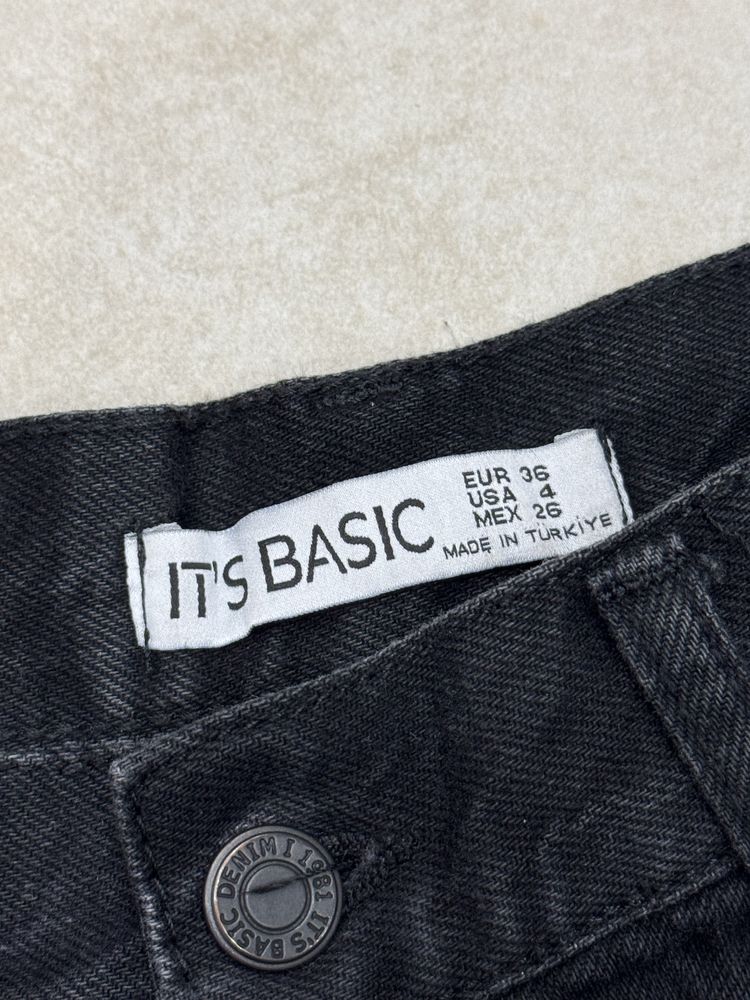 IT'S BASIC
EUR 36
USA 4
MEX 26
MADE IN TÜRKİYE
DENIM I 1981 IT'S BASIC